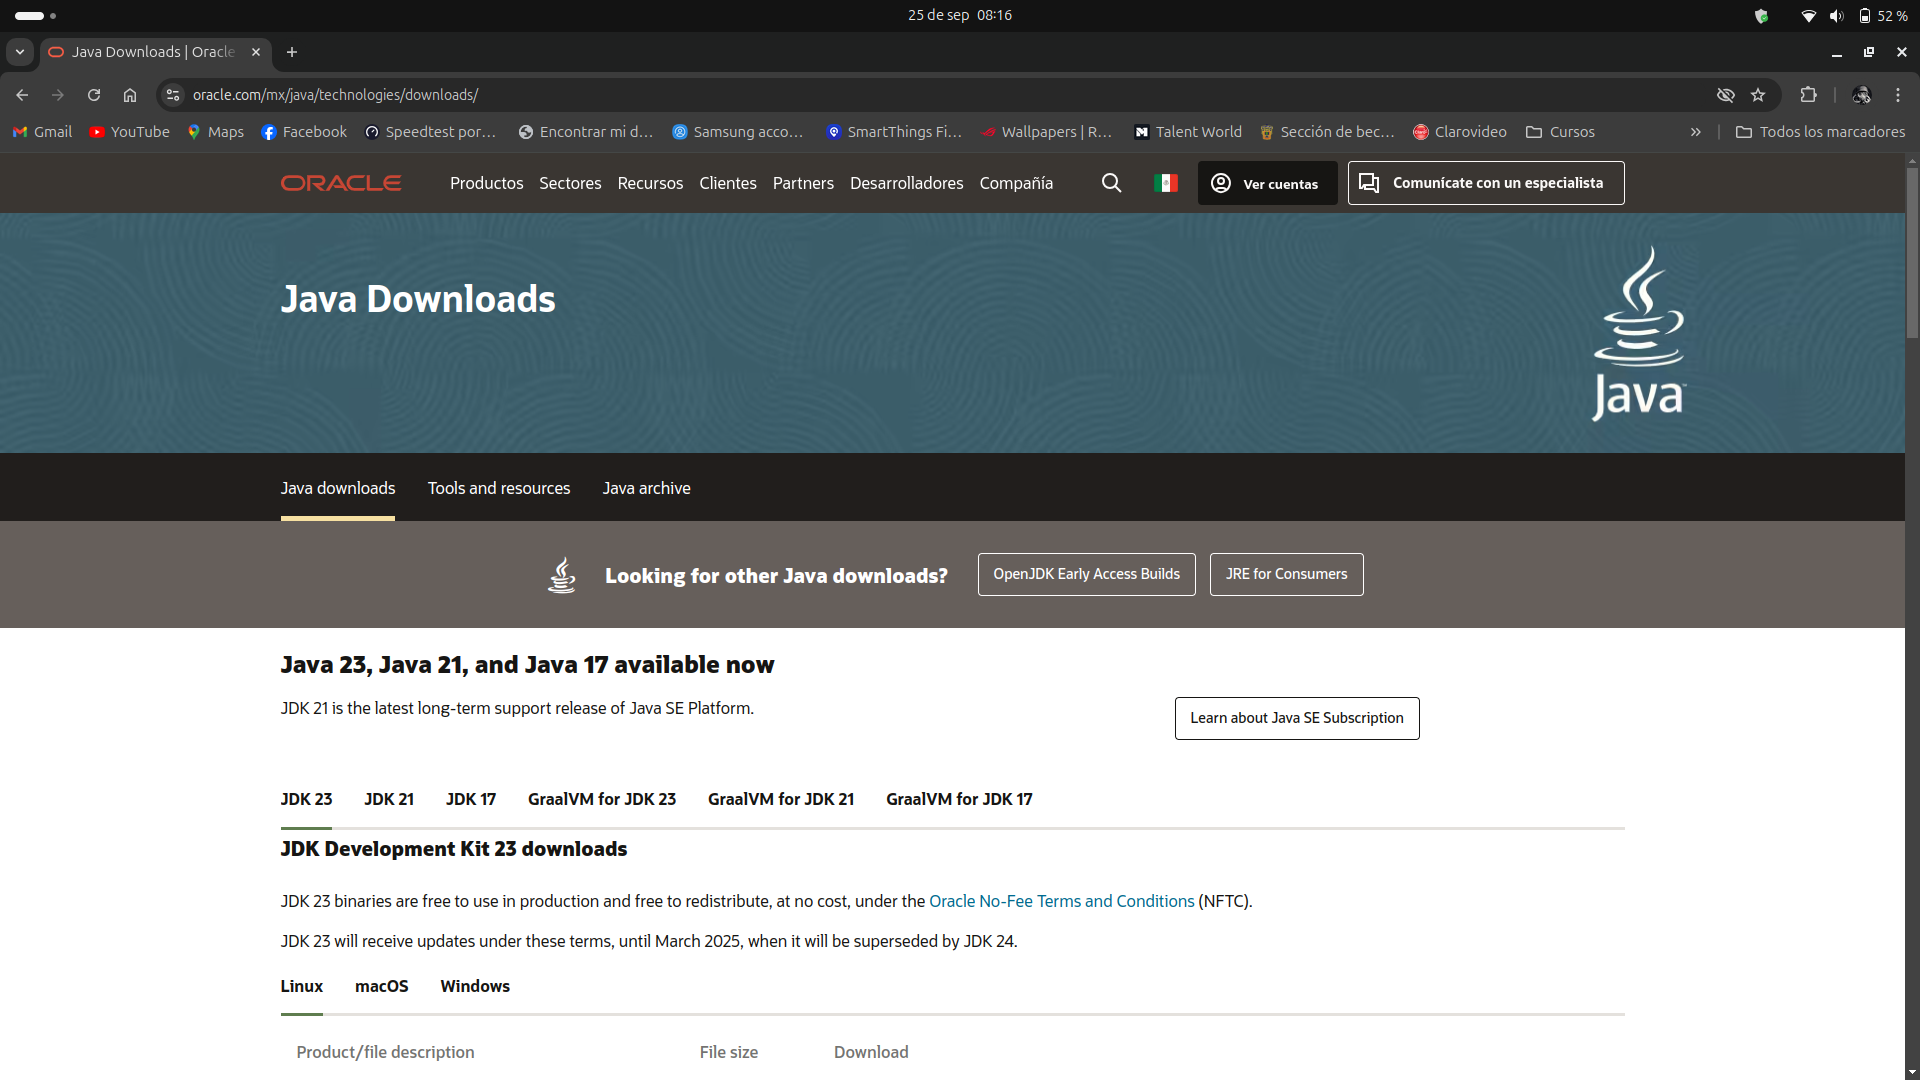 25 de sep 08:16
52 %
Java Downloads | Oracle
oracle.com/mx/java/technologies/downloads/
Gmail YouTube Maps Facebook Speedtest por... Encontrar mi d... Samsung acco... SmartThings Fi... Wallpapers | R... Talent World Sección de bec... Clarovideo Cursos » Todos los marcadores
ORACLE Productos Sectores Recursos Clientes Partners Desarrolladores Compañía Ver cuentas Comunícate con un especialista
Java Downloads
Java
Java downloads Tools and resources Java archive
Looking for other Java downloads? OpenJDK Early Access Builds JRE for Consumers
Java 23, Java 21, and Java 17 available now
JDK 21 is the latest long-term support release of Java SE Platform.
Learn about Java SE Subscription
JDK 23 JDK 21 JDK 17 GraalVM for JDK 23 GraalVM for JDK 21 GraalVM for JDK 17
JDK Development Kit 23 downloads
JDK 23 binaries are free to use in production and free to redistribute, at no cost, under the Oracle No-Fee Terms and Conditions (NFTC).
JDK 23 will receive updates under these terms, until March 2025, when it will be superseded by JDK 24.
Linux macOS Windows
Product/file description File size Download